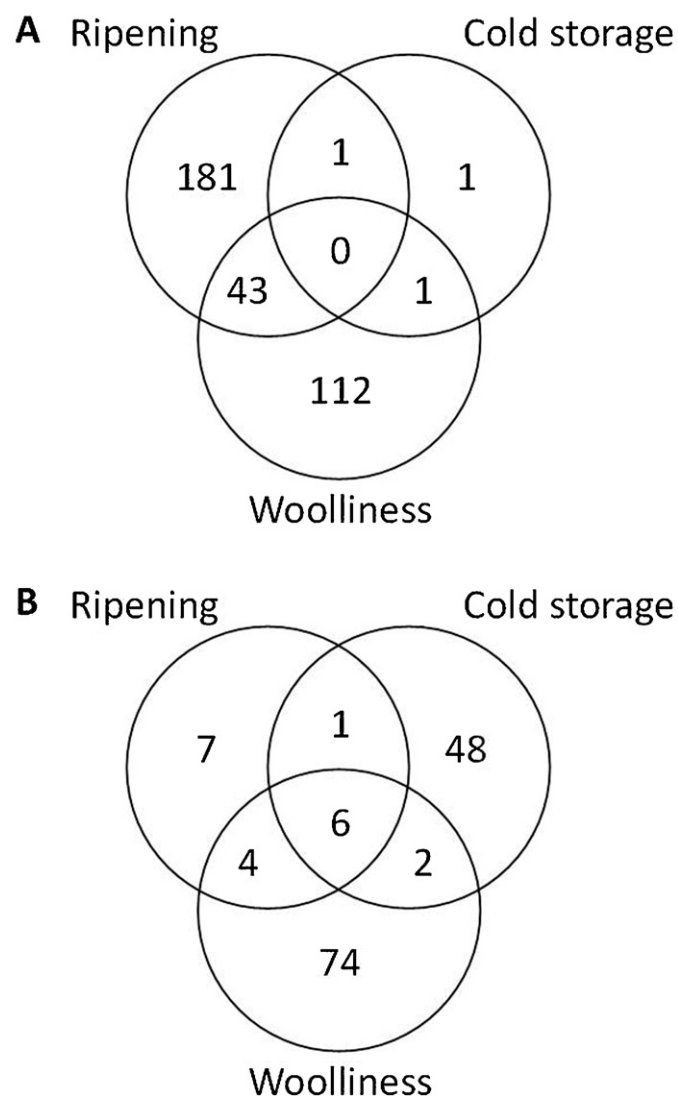 A Ripening Cold storage
181 1 1
0
43 1
112
Woolliness
B Ripening Cold storage
7 1 48
6
4 2
74
Woolliness